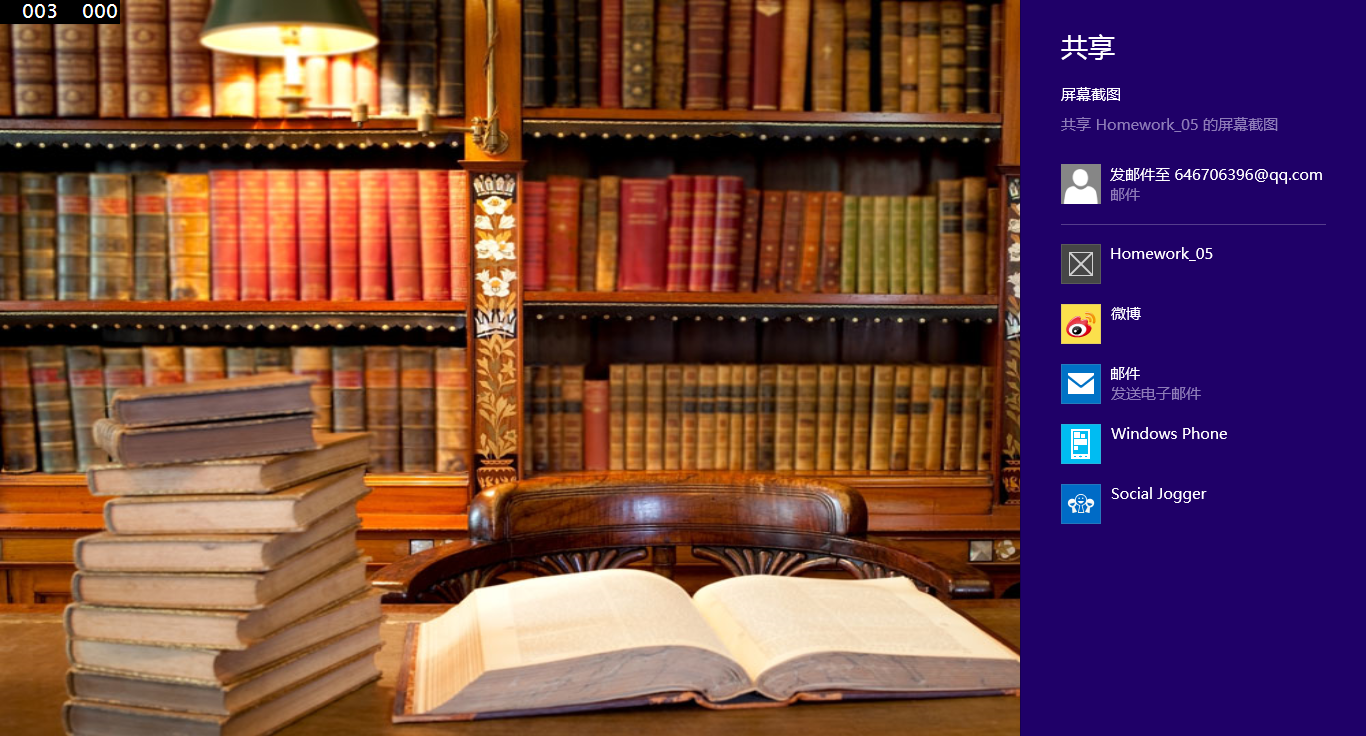 003 000
共享
屏幕截图
共享 Homework_05 的屏幕截图
发邮件至 646706396@qq.com
邮件
Homework_05
微博
邮件
发送电子邮件
Windows Phone
Social Jogger